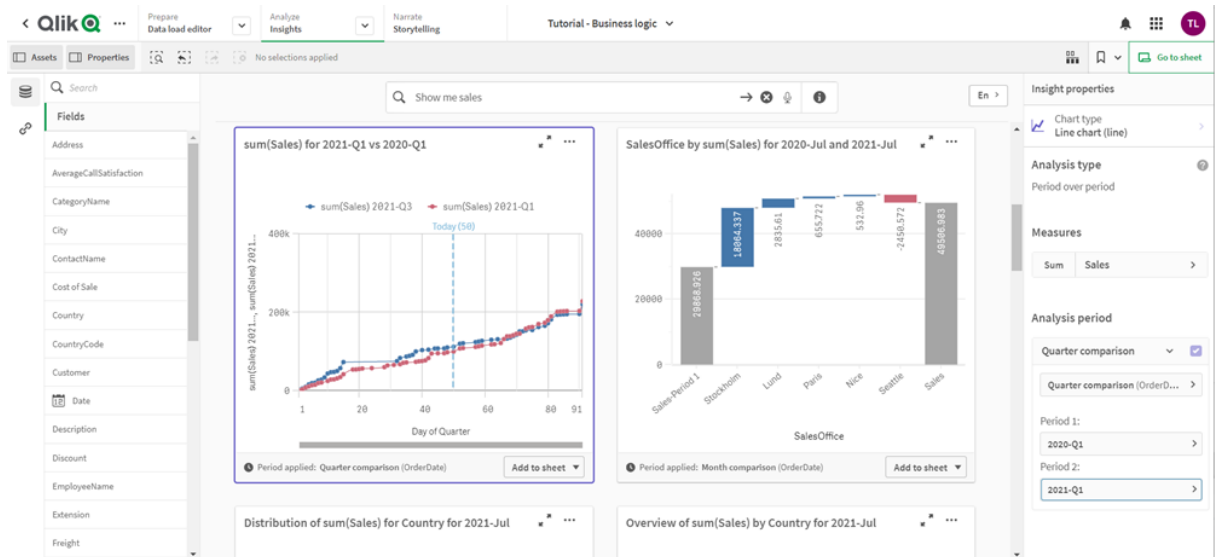 Qlik
Prepare
Data load editor
Analyze
Insights
Narrate
Storytelling
Tutorial - Business logic
TL
Assets
Properties
No selections applied
Go to sheet
Search
Fields
Address
AverageCallSatisfaction
CategoryName
City
ContactName
Cost of Sale
Country
CountryCode
Customer
Date
Description
Discount
EmployeeName
Extension
Freight
Show me sales
En
sum(Sales) for 2021-Q1 vs 2020-Q1
sum(Sales) 2021-Q3
sum(Sales) 2021-Q1
Today (50)
sum(Sales) 2021..., sum(Sales) 2021...
400k
200k
0
1
20
40
60
80
91
Day of Quarter
Period applied: Quarter comparison (OrderDate)
Add to sheet
SalesOffice by sum(Sales) for 2020-Jul and 2021-Jul
40000
20000
0
29868.926
18064.337
2835.61
655.722
532.96
-2450.572
49506.983
Sales-Period 1
Stockholm
Lund
Paris
Nice
Seattle
Sales
SalesOffice
Period applied: Month comparison (OrderDate)
Add to sheet
Distribution of sum(Sales) for Country for 2021-Jul
Overview of sum(Sales) by Country for 2021-Jul
Insight properties
Chart type
Line chart (line)
Analysis type
Period over period
Measures
Sum
Sales
Analysis period
Quarter comparison
Quarter comparison (OrderD...
Period 1:
2020-Q1
Period 2:
2021-Q1